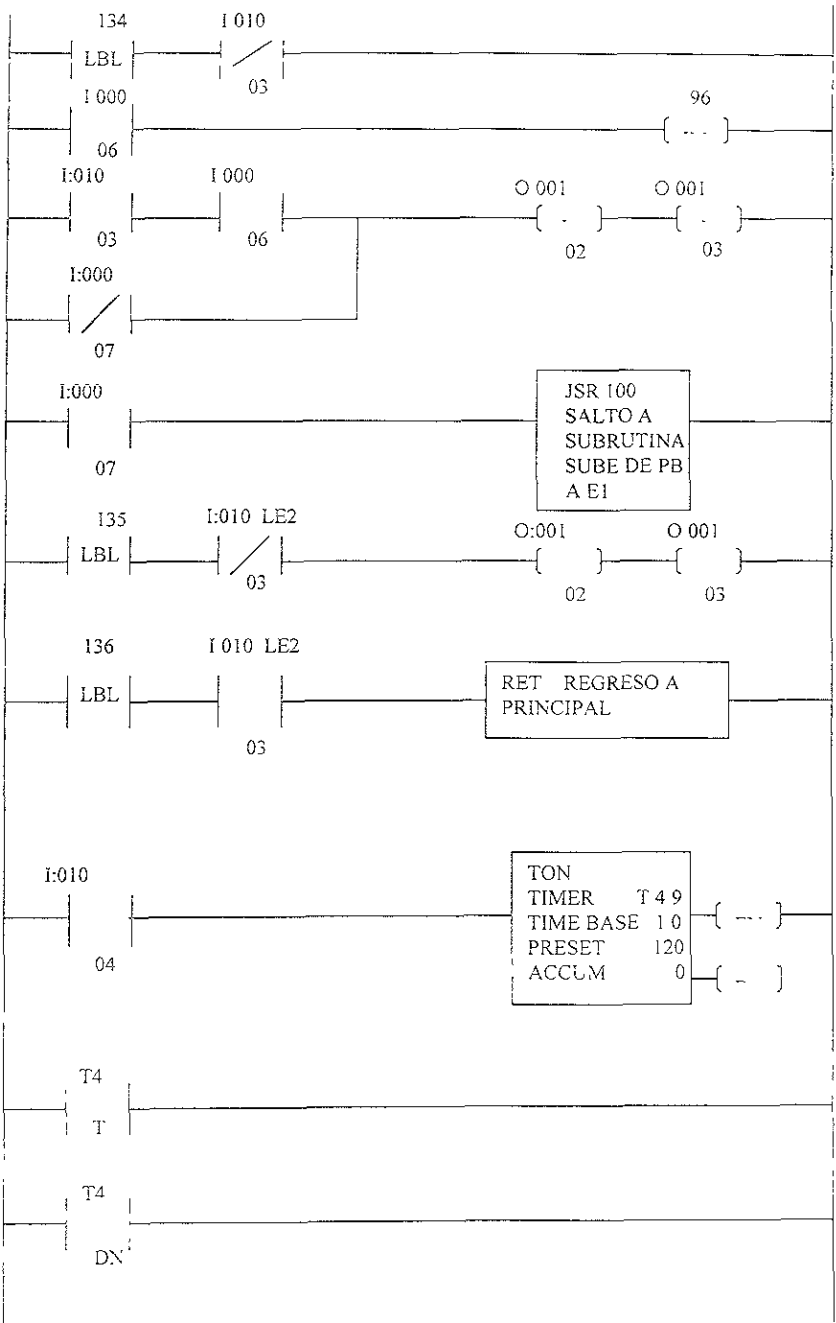 134 I 010
LBL
03
I 000 96
06
I:010 I 000 O 001 O 001
03 06 02 03
I:000
07
I:000
07
JSR 100
SALTO A
SUBRUTINA
SUBE DE PB
A E1
135 I:010 LE2 O:001 O 001
LBL
03 02 03
136 I 010 LE2
LBL
03
RET REGRESO A
PRINCIPAL
I:010
04
TON
TIMER T 4 9
TIME BASE 1 0
PRESET 120
ACCUM 0
T4
T
T4
DN